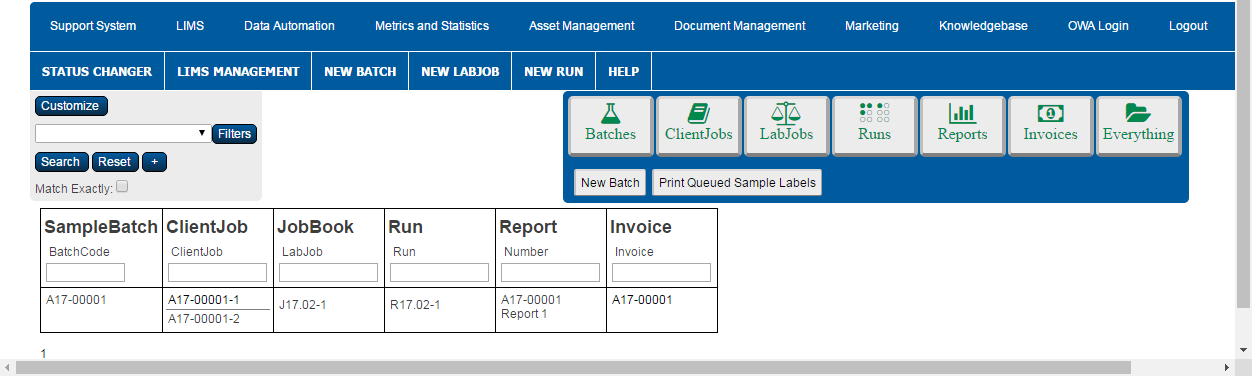 Support System LIMS Data Automation Metrics and Statistics Asset Management Document Management Marketing Knowledgebase OWA Login Logout
STATUS CHANGER LIMS MANAGEMENT NEW BATCH NEW LABJOB NEW RUN HELP
Customize
Filters
Search Reset +
Match Exactly:
Batches ClientJobs LabJobs Runs Reports Invoices Everything
New Batch Print Queued Sample Labels
SampleBatch ClientJob JobBook Run Report Invoice
BatchCode ClientJob LabJob Run Number Invoice
A17-00001 A17-00001-1 J17.02-1 R17.02-1 A17-00001 A17-00001
A17-00001-2 Report 1
1